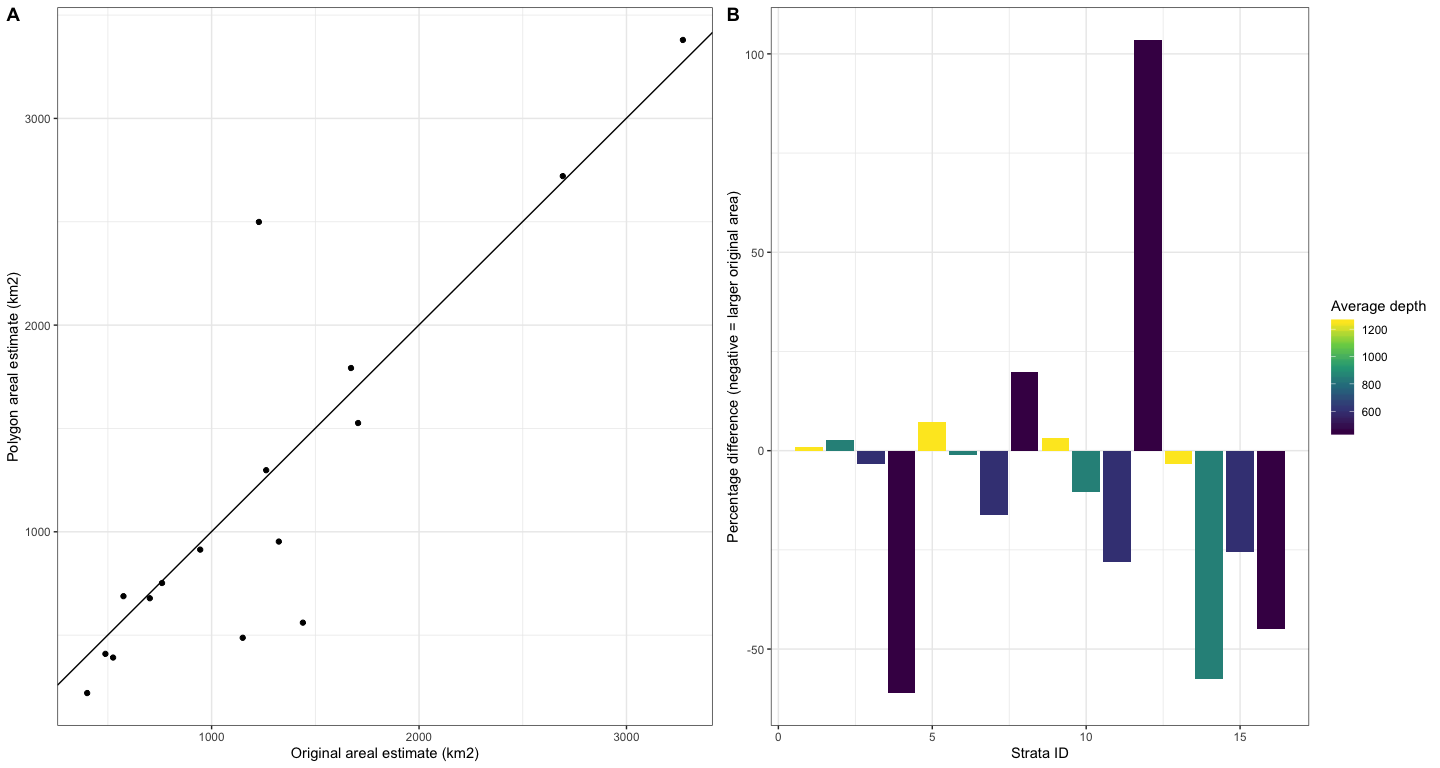 A
Polygon areal estimate (km2)
3000
2000
1000
1000 2000 3000
Original areal estimate (km2)
B
Percentage difference (negative = larger original area)
100
50
0
-50
0 5 10 15
Strata ID
Average depth
1200
1000
800
600